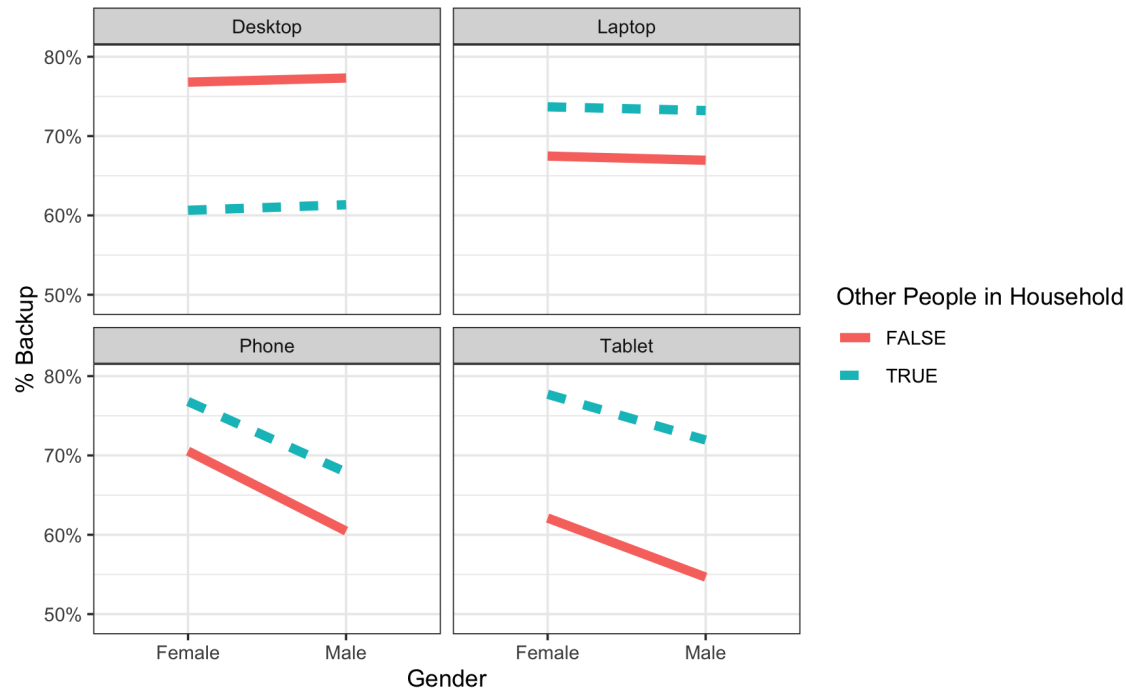 Desktop
Laptop
80%
70%
60%
50%
Phone
Tablet
80%
70%
60%
50%
% Backup
Female
Male
Female
Male
Gender
Other People in Household
FALSE
TRUE